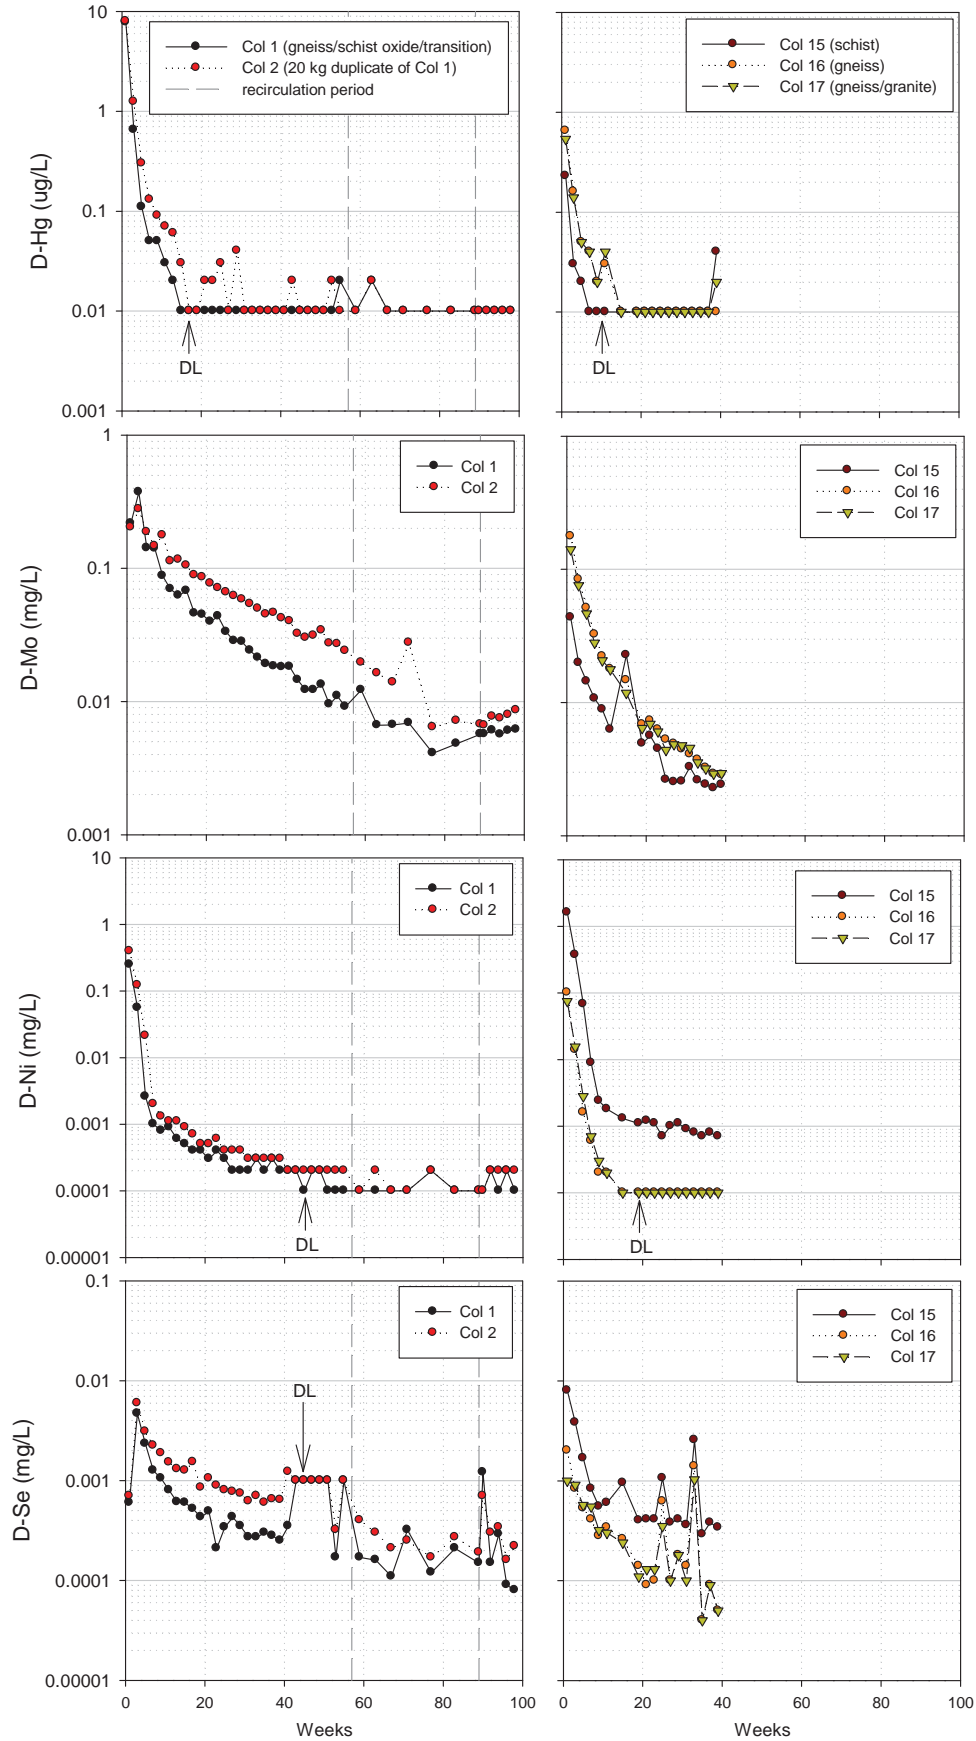 10
1
0.1
0.01
0.001
D-Hg (ug/L)
Col 1 (gneiss/schist oxide/transition)
Col 2 (20 kg duplicate of Col 1)
recirculation period
DL
Col 15 (schist)
Col 16 (gneiss)
Col 17 (gneiss/granite)
DL
1
0.1
0.01
0.001
D-Mo (mg/L)
Col 1
Col 2
Col 15
Col 16
Col 17
10
1
0.1
0.01
0.001
0.0001
0.00001
D-Ni (mg/L)
Col 1
Col 2
DL
Col 15
Col 16
Col 17
DL
0.1
0.01
0.001
0.0001
0.00001
D-Se (mg/L)
Col 1
Col 2
DL
0 20 40 60 80 100
Weeks
Col 15
Col 16
Col 17
0 20 40 60 80 100
Weeks